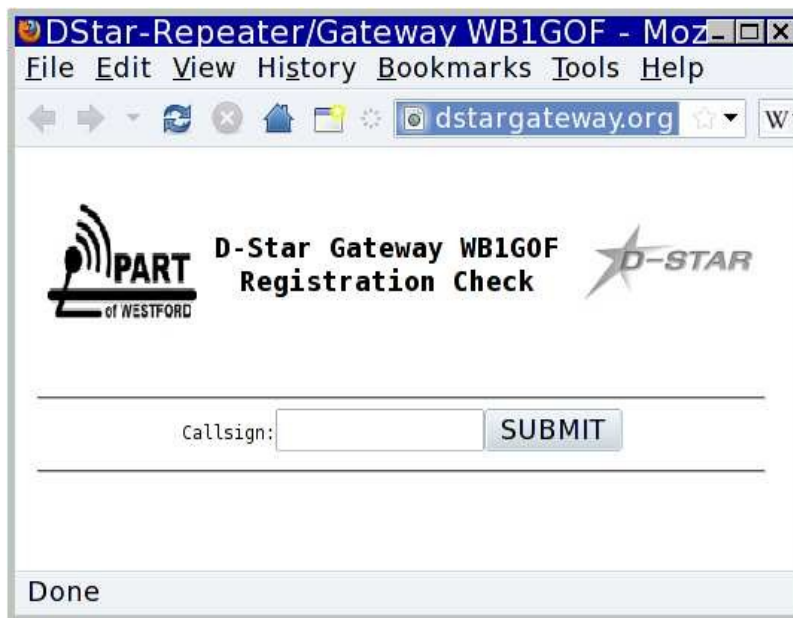 DStar-Repeater/Gateway WB1GOF - Moz
File Edit View History Bookmarks Tools Help
dstargateway.org
W
PART
of WESTFORD
D-Star Gateway WB1GOF
Registration Check
D-STAR
Callsign:
SUBMIT
Done